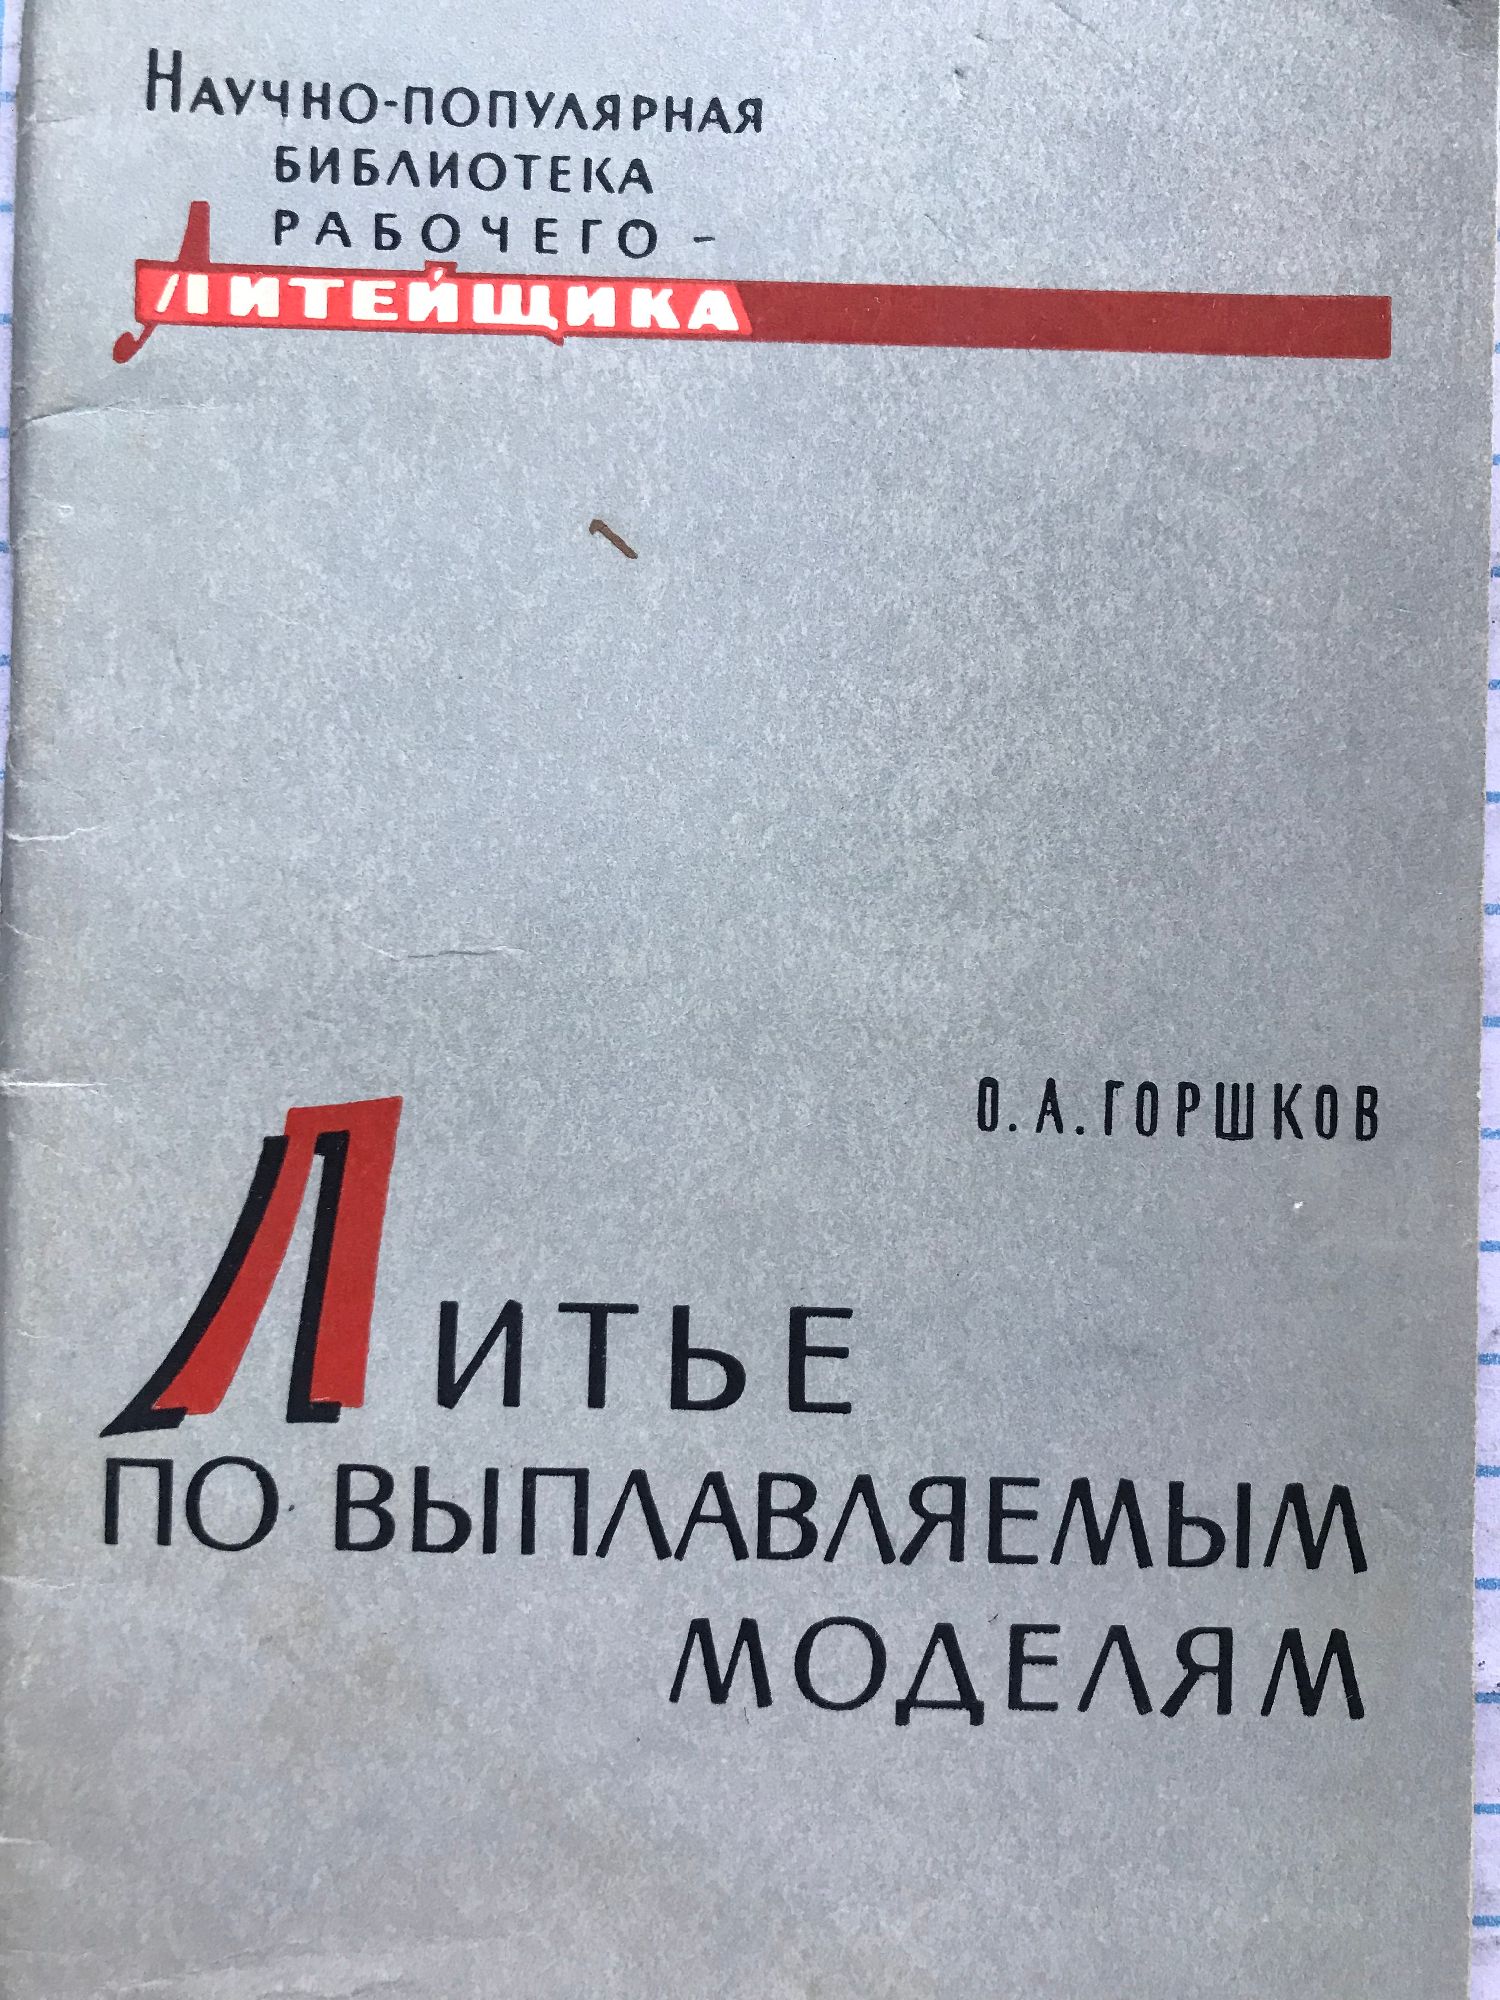 Научно-популярная
библиотека
рабочего -
Литейщика
О. А. ГОРШКОВ
Литье
по выплавляемым
моделям